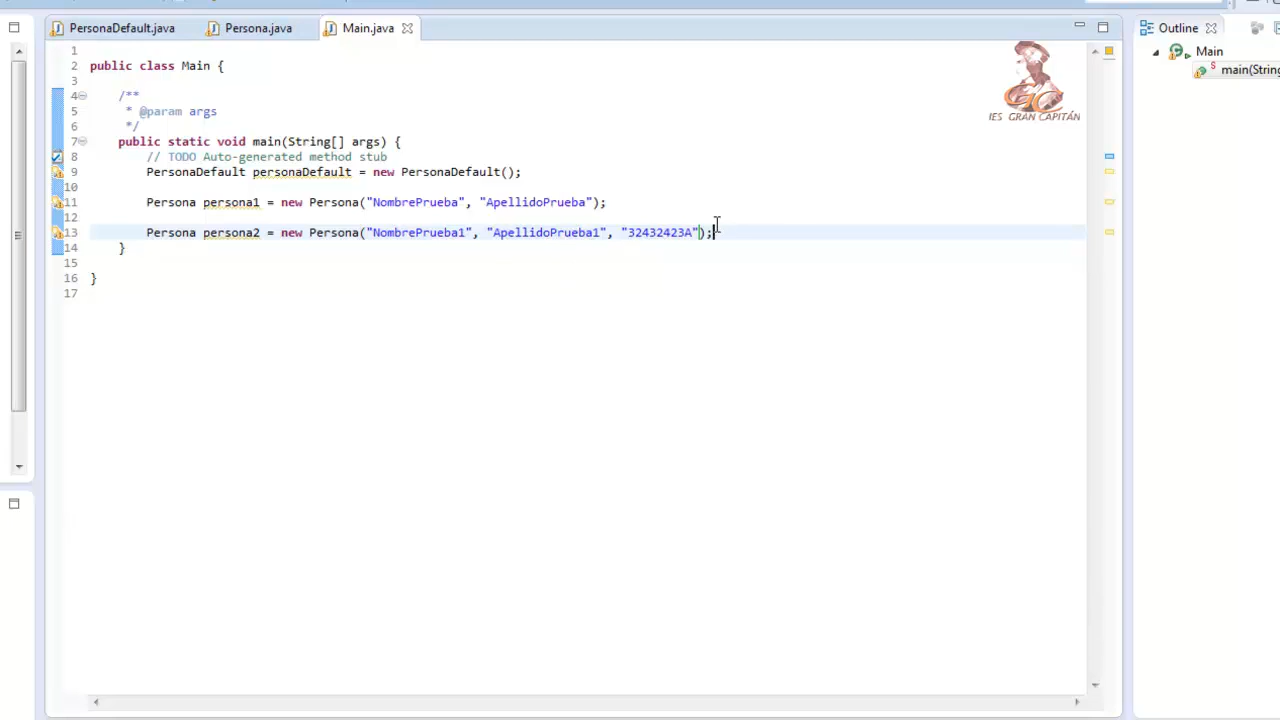 PersonaDefault.java
Persona.java
Main.java
Outline
Main
main(String
1
2 public class Main {
3
4 /**
5 * @param args
6 */
7 public static void main(String[] args) {
8 // TODO Auto-generated method stub
9 PersonaDefault personaDefault = new PersonaDefault();
10
11 Persona persona1 = new Persona("NombrePrueba", "ApellidoPrueba");
12
13 Persona persona2 = new Persona("NombrePrueba1", "ApellidoPrueba1", "32432423A");
14 }
15
16 }
17
GC
IES GRAN CAPITÁN